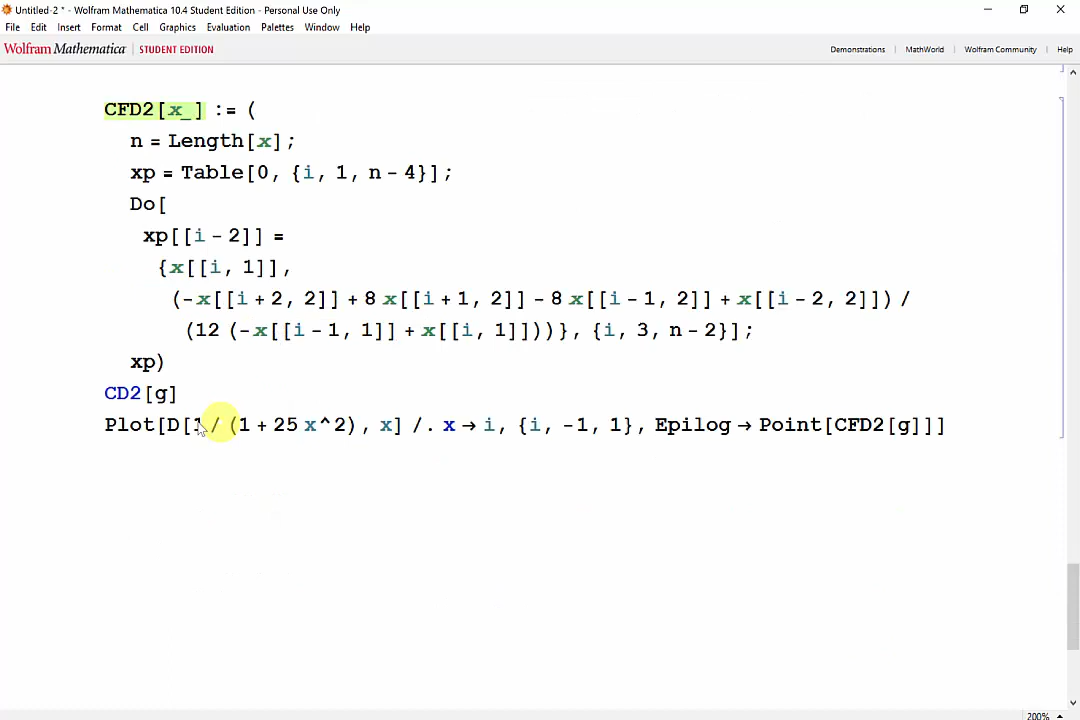 Untitled-2 * - Wolfram Mathematica 10.4 Student Edition - Personal Use Only
File Edit Insert Format Cell Graphics Evaluation Palettes Window Help
Wolfram Mathematica | STUDENT EDITION Demonstrations | MathWorld | Wolfram Community | Help
CFD2[x_] := (
n = Length[x];
xp = Table[0, {i, 1, n - 4}];
Do[
xp[[i - 2]] =
{x[[i, 1]],
(-x[[i + 2, 2]] + 8 x[[i + 1, 2]] - 8 x[[i - 1, 2]] + x[[i - 2, 2]]) /
(12 (-x[[i - 1, 1]] + x[[i, 1]]))}, {i, 3, n - 2}];
xp)
CD2[g]
Plot[D[1 / (1 + 25 x^2), x] /. x → i, {i, -1, 1}, Epilog → Point[CFD2[g]]]
200%